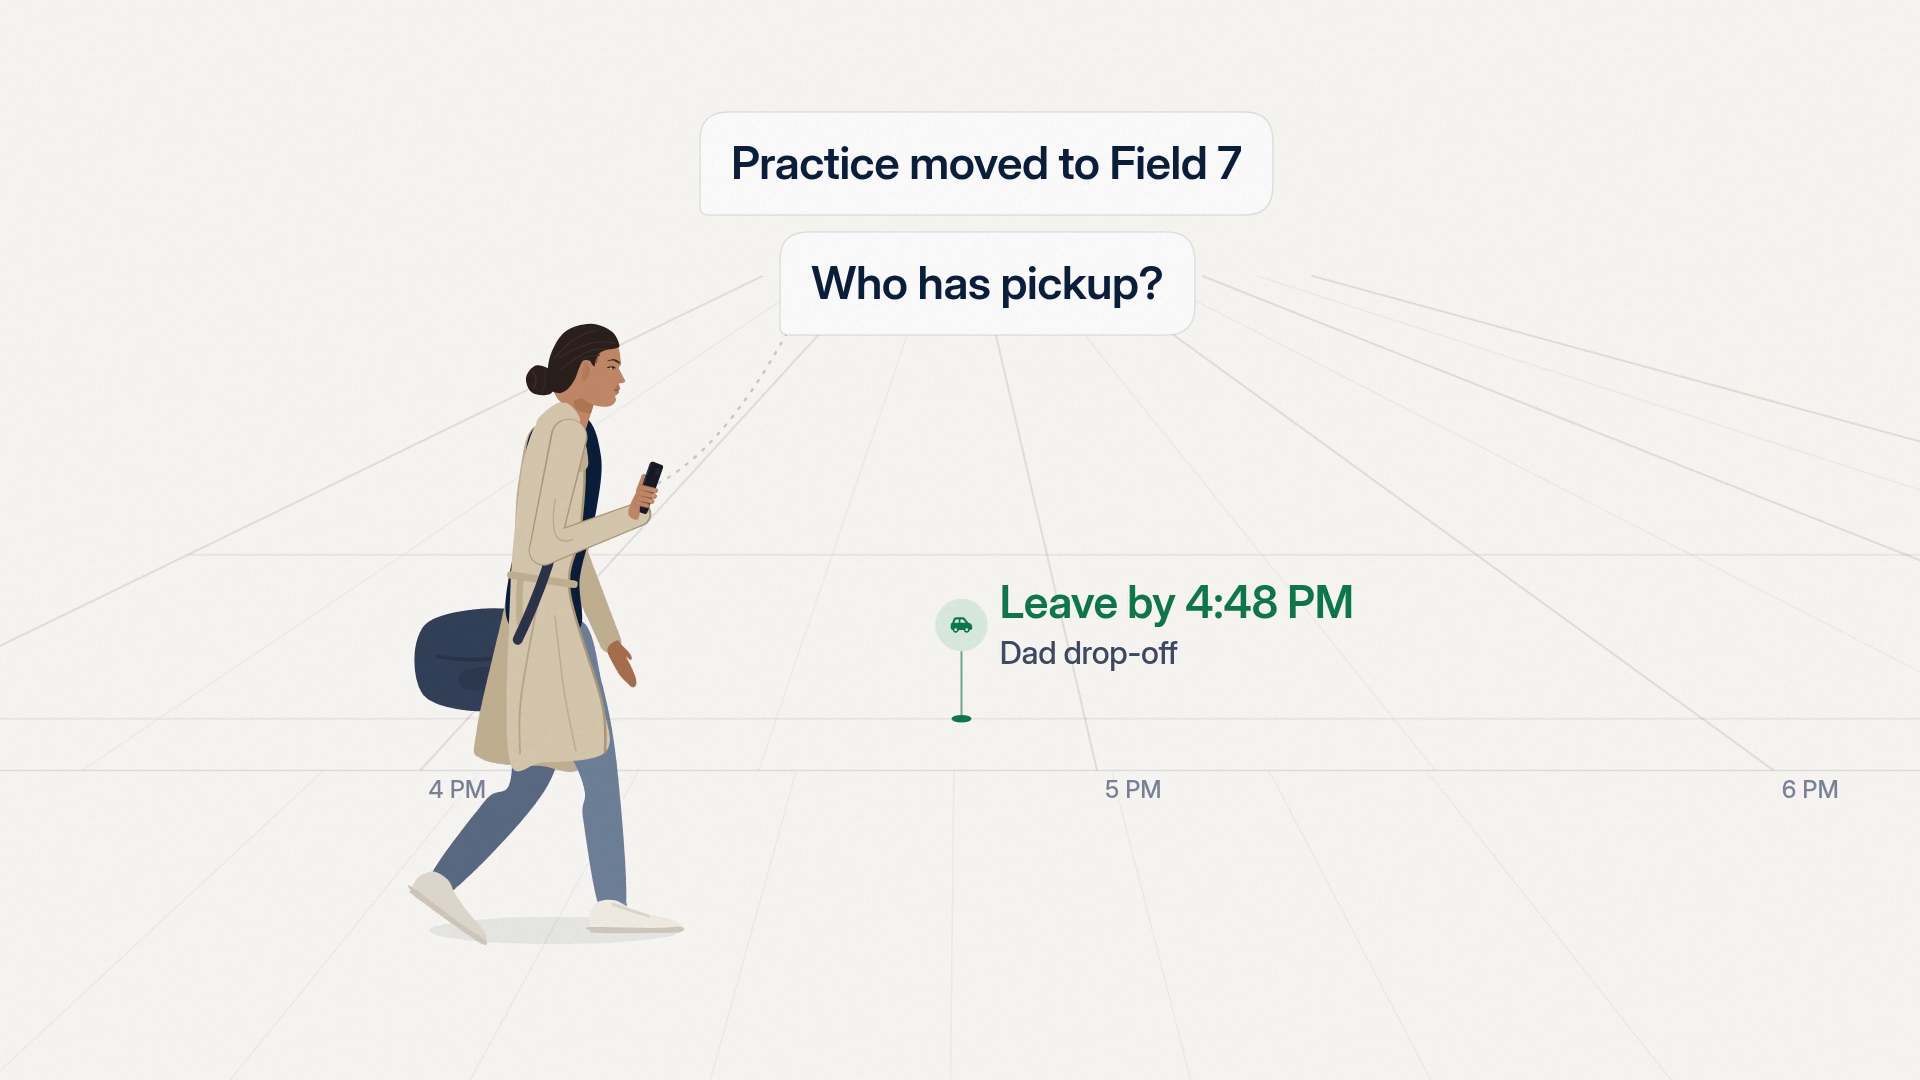 Practice moved to Field 7
Who has pickup?
Leave by 4:48 PM
Dad drop-off
4 PM
5 PM
6 PM